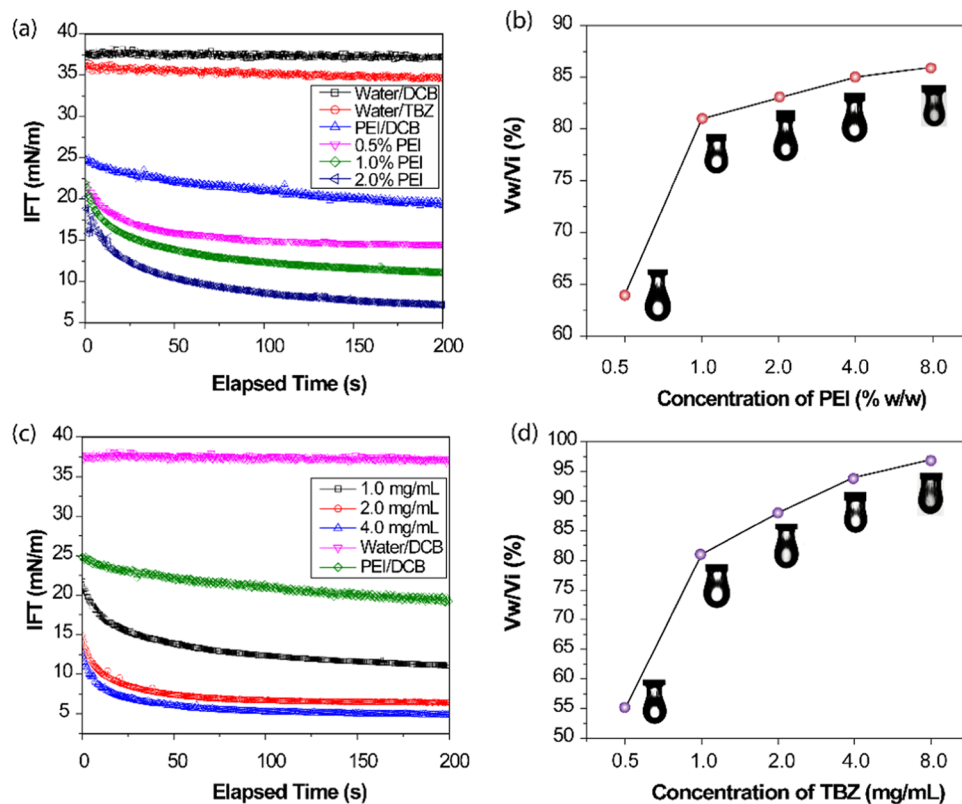 (a)
40
35
30
25
20
15
10
5
IFT (mN/m)
Water/DCB
Water/TBZ
PEI/DCB
0.5% PEI
1.0% PEI
2.0% PEI
0 50 100 150 200
Elapsed Time (s)
(b)
90
85
80
75
70
65
60
Vw/Vi (%)
0.5 1.0 2.0 4.0 8.0
Concentration of PEI (% w/w)
(c)
40
35
30
25
20
15
10
5
IFT (mN/m)
1.0 mg/mL
2.0 mg/mL
4.0 mg/mL
Water/DCB
PEI/DCB
0 50 100 150 200
Elapsed Time (s)
(d)
100
95
90
85
80
75
70
65
60
55
50
Vw/Vi (%)
0.5 1.0 2.0 4.0 8.0
Concentration of TBZ (mg/mL)